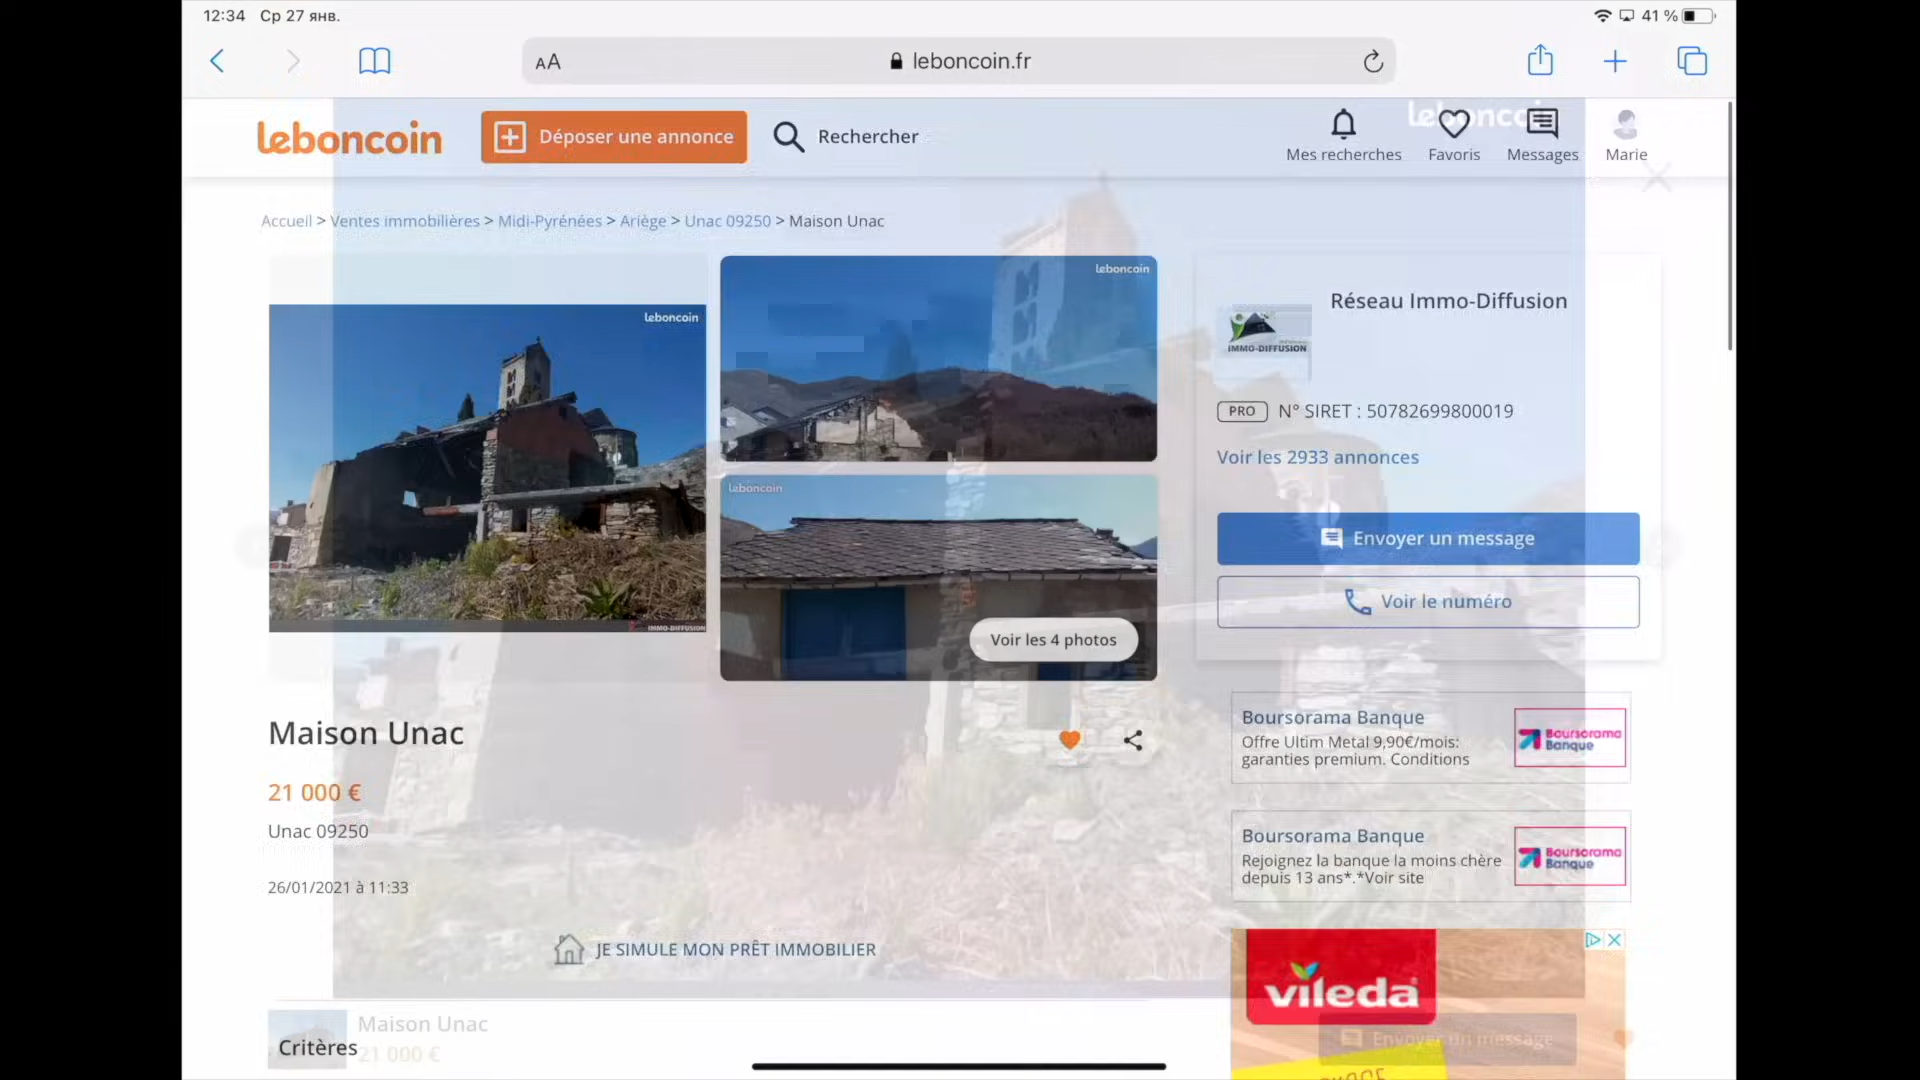 12:34 Ср 27 янв.
41 %
AA
leboncoin.fr
leboncoin
Déposer une annonce
Rechercher
Mes recherches
Favoris
Messages
Marie
Accueil > Ventes immobilières > Midi-Pyrénées > Ariège > Unac 09250 > Maison Unac
leboncoin
leboncoin
leboncoin
IMMO-DIFFUSION
Voir les 4 photos
Réseau Immo-Diffusion
IMMO-DIFFUSION
PRO N° SIRET : 50782699800019
Voir les 2933 annonces
Envoyer un message
Voir le numéro
Maison Unac
21 000 €
Unac 09250
26/01/2021 à 11:33
JE SIMULE MON PRÊT IMMOBILIER
Boursorama Banque
Offre Ultim Metal 9,90€/mois:
garanties premium. Conditions
Boursorama
Banque
Boursorama Banque
Rejoignez la banque la moins chère
depuis 13 ans*.*Voir site
Boursorama
Banque
vileda
Maison Unac
21 000 €
Critères
Envoyer un message